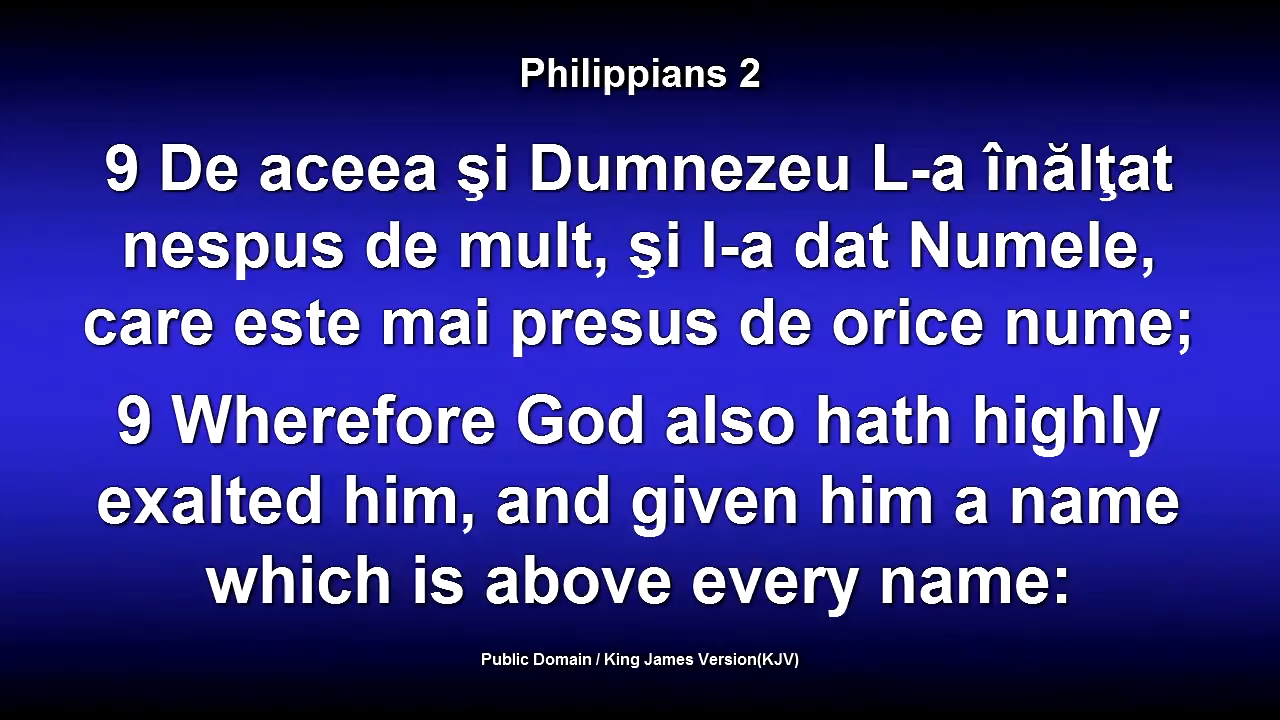 Philippians 2
9 De aceea şi Dumnezeu L-a înălţat
nespus de mult, şi I-a dat Numele,
care este mai presus de orice nume;
9 Wherefore God also hath highly
exalted him, and given him a name
which is above every name:
Public Domain / King James Version(KJV)